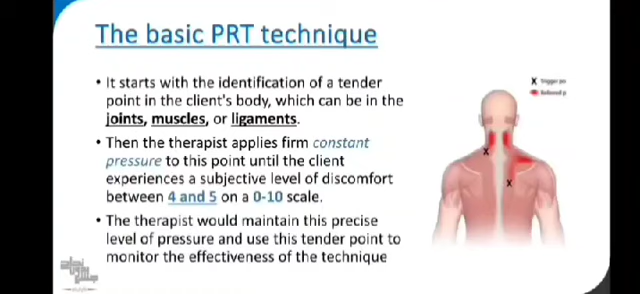 The basic PRT technique
• It starts with the identification of a tender
point in the client's body, which can be in the
joints, muscles, or ligaments.
• Then the therapist applies firm constant
pressure to this point until the client
experiences a subjective level of discomfort
between 4 and 5 on a 0-10 scale.
• The therapist would maintain this precise
level of pressure and use this tender point to
monitor the effectiveness of the technique
X
X
X